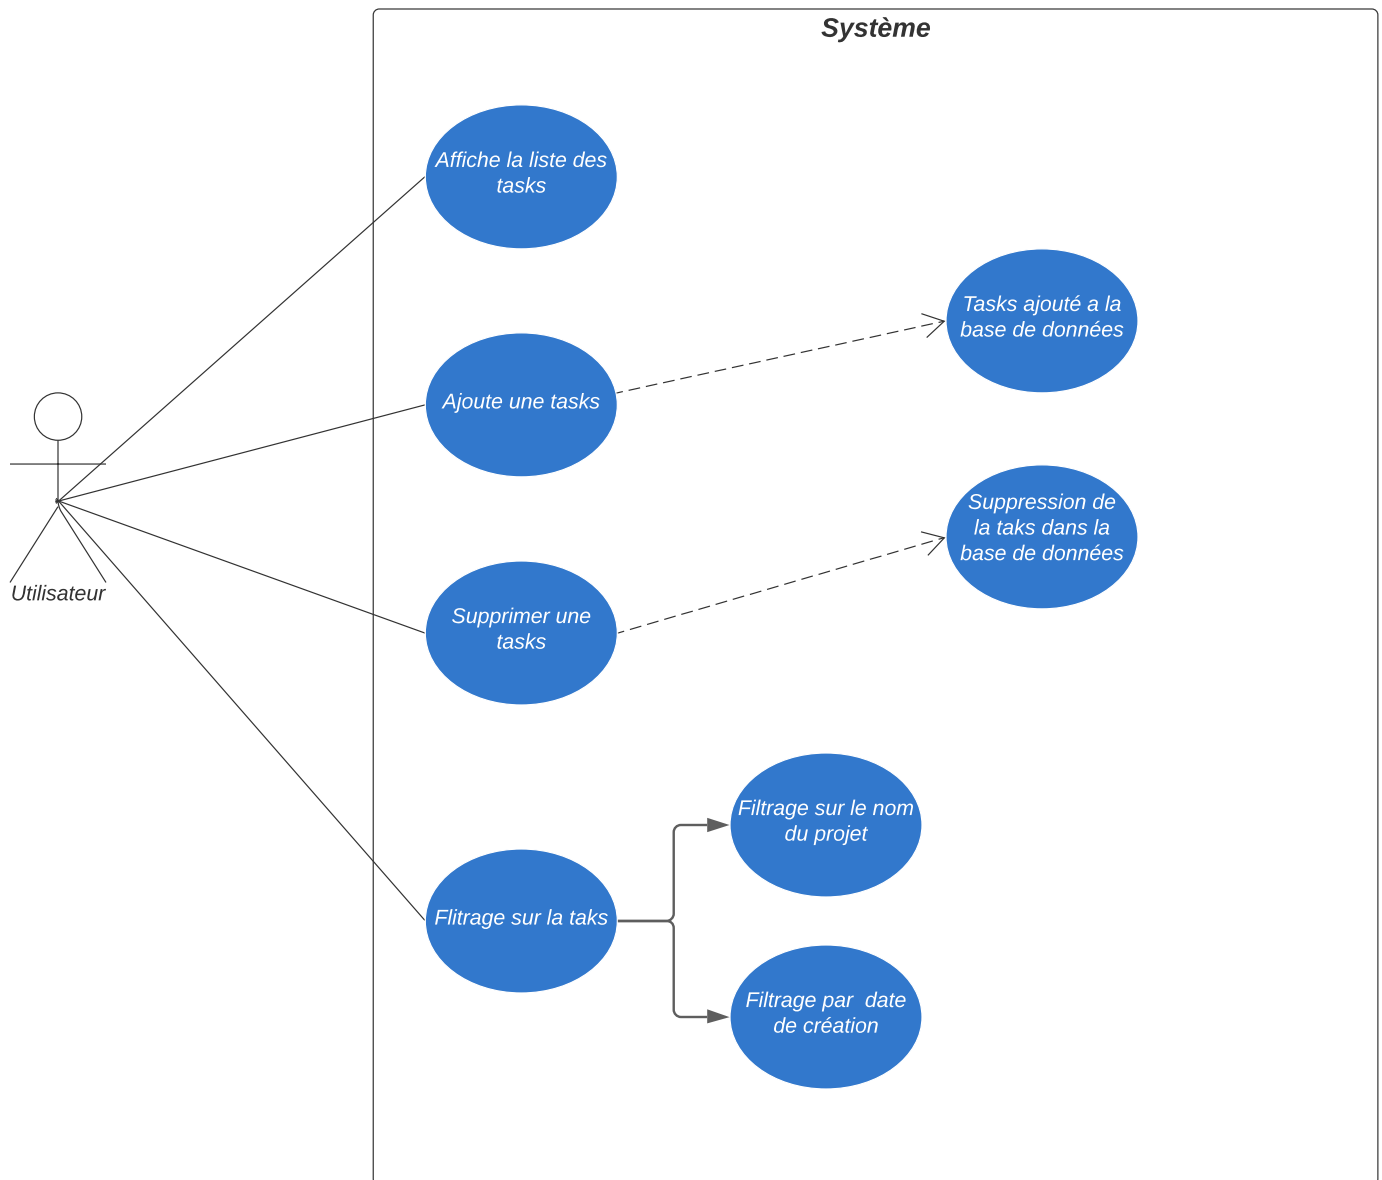 Système
Affiche la liste des
tasks
Tasks ajouté a la
base de données
Ajoute une tasks
Suppression de
la taks dans la
base de données
Utilisateur
Supprimer une
tasks
Filtrage sur le nom
du projet
Flitrage sur la taks
Filtrage par  date
de création